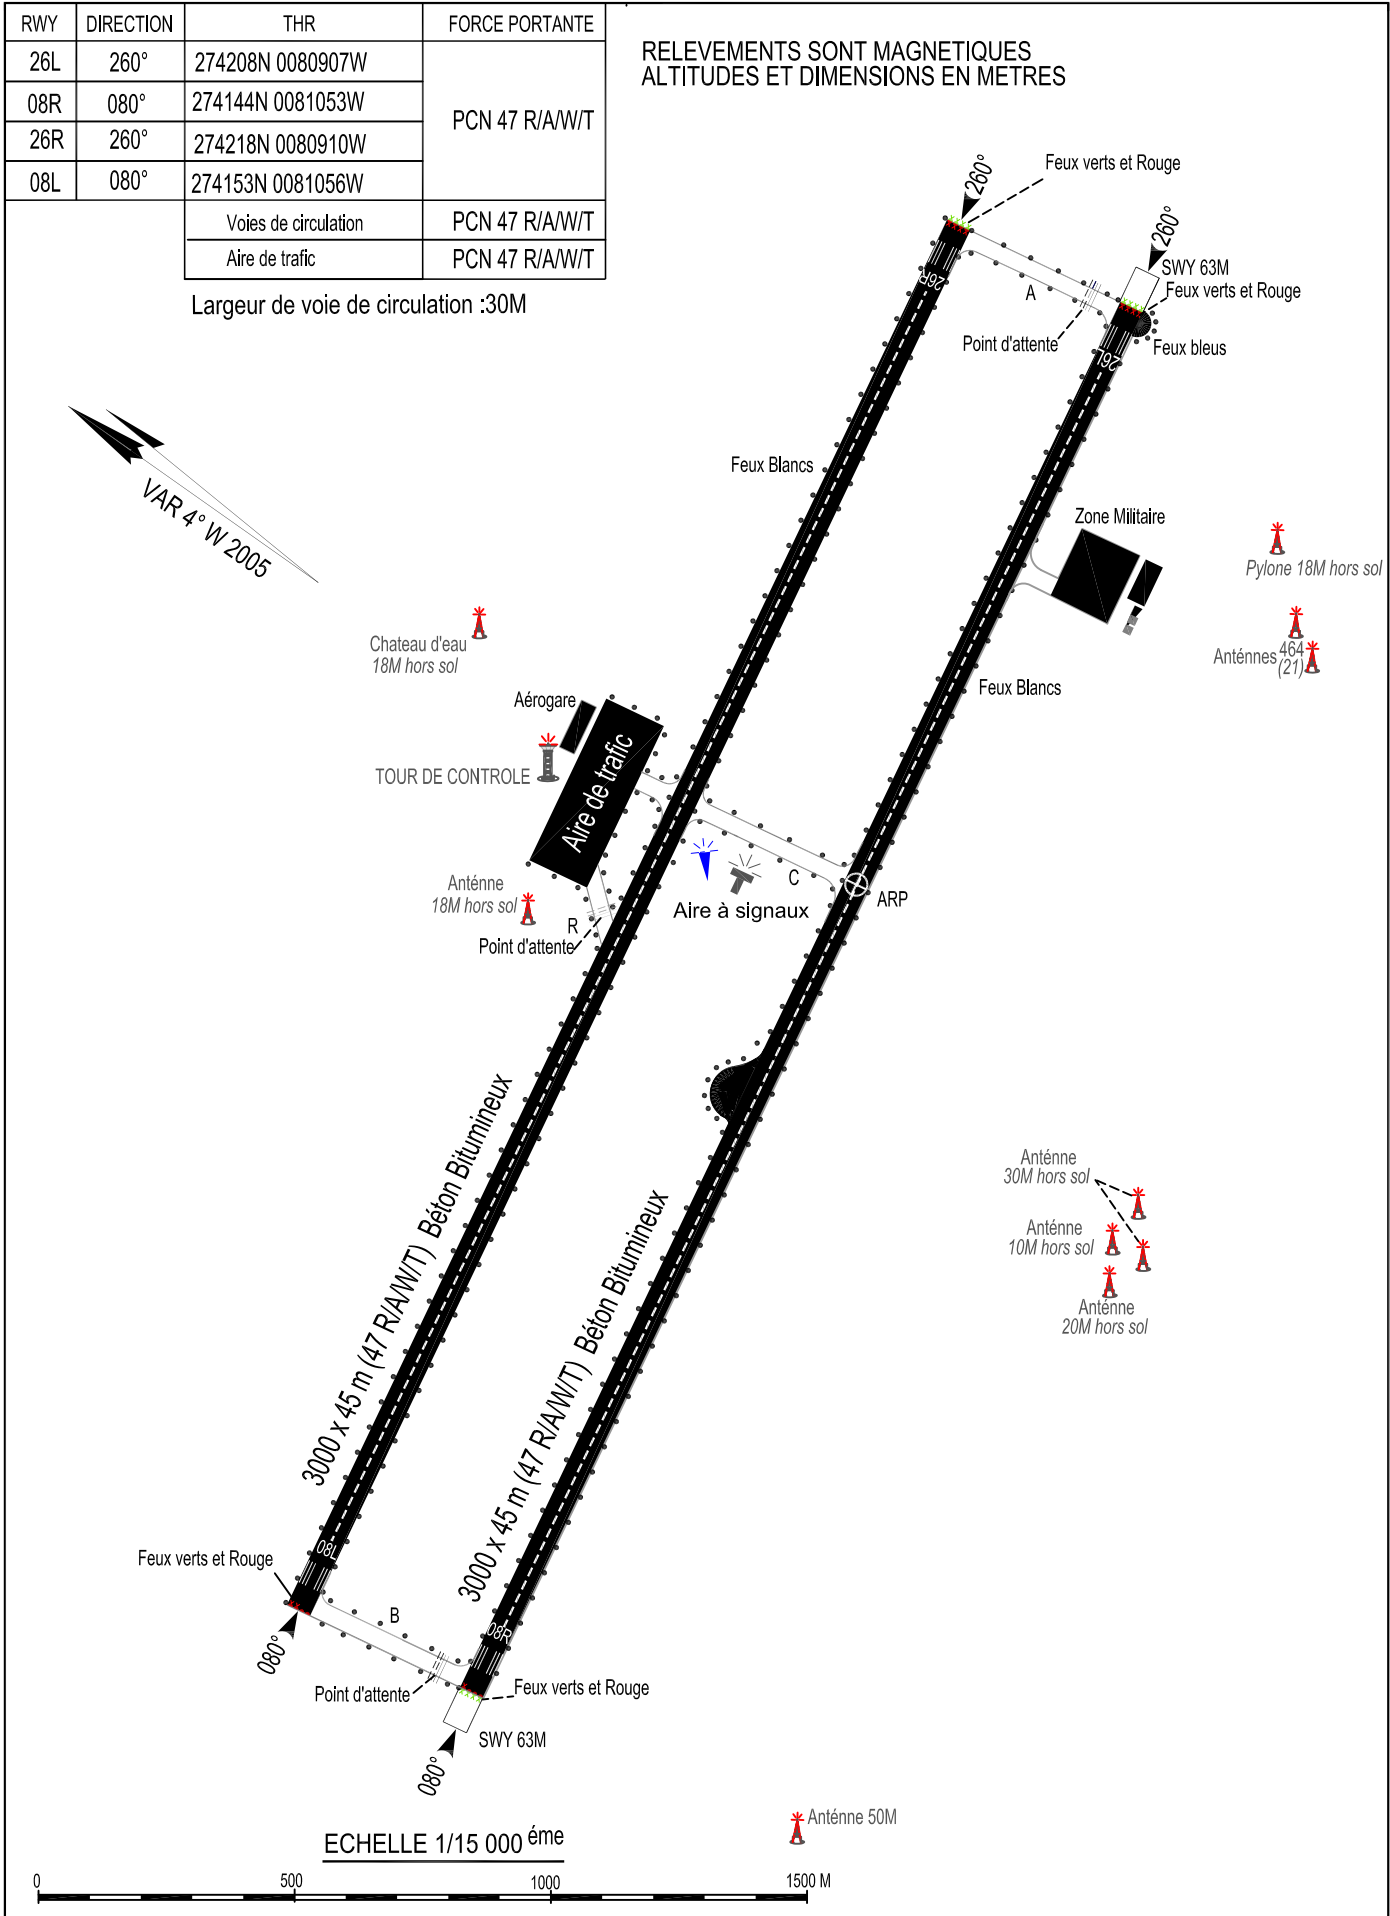 RWY DIRECTION THR FORCE PORTANTE
26L 260° 274208N 0080907W
08R 080° 274144N 0081053W
PCN 47 R/A/W/T
26R 260° 274218N 0080910W
08L 080° 274153N 0081056W
Voies de circulation PCN 47 R/A/W/T
Aire de trafic PCN 47 R/A/W/T
Largeur de voie de circulation :30M
RELEVEMENTS SONT MAGNETIQUES
ALTITUDES ET DIMENSIONS EN METRES
260°
Feux verts et Rouge
260°
SWY 63M
Feux verts et Rouge
26R
A
Point d'attente
Feux bleus
26L
VAR 4° W 2005
Feux Blancs
Zone Militaire
Pylone 18M hors sol
Chateau d'eau
18M hors sol
Anténnes 464
(21)
Feux Blancs
Aérogare
TOUR DE CONTROLE
Aire de trafic
Anténne
18M hors sol
R
Point d'attente
C
Aire à signaux
ARP
3000 x 45 m (47 R/A/W/T) Béton Bitumineux
3000 x 45 m (47 R/A/W/T) Béton Bitumineux
Anténne
30M hors sol
Anténne
10M hors sol
Anténne
20M hors sol
08L
Feux verts et Rouge
080°
B
08R
Point d'attente
Feux verts et Rouge
SWY 63M
080°
Anténne 50M
ECHELLE 1/15 000 éme
0 500 1000 1500 M